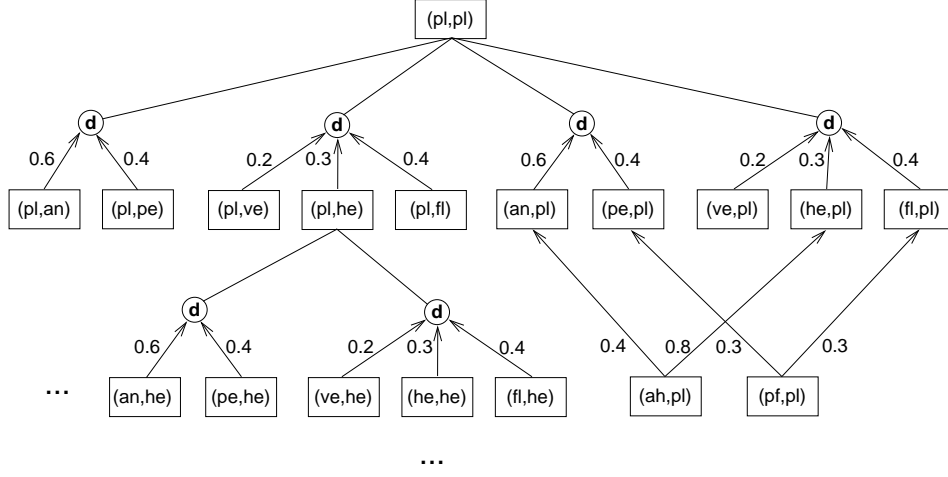 (pl,pl)
d d d d
0.6 0.4 0.2 0.3 0.4 0.6 0.4 0.2 0.3 0.4
(pl,an) (pl,pe) (pl,ve) (pl,he) (pl,fl) (an,pl) (pe,pl) (ve,pl) (he,pl) (fl,pl)
d d
0.6 0.4 0.2 0.3 0.4 0.4 0.8 0.3 0.3
... (an,he) (pe,he) (ve,he) (he,he) (fl,he) (ah,pl) (pf,pl)
...